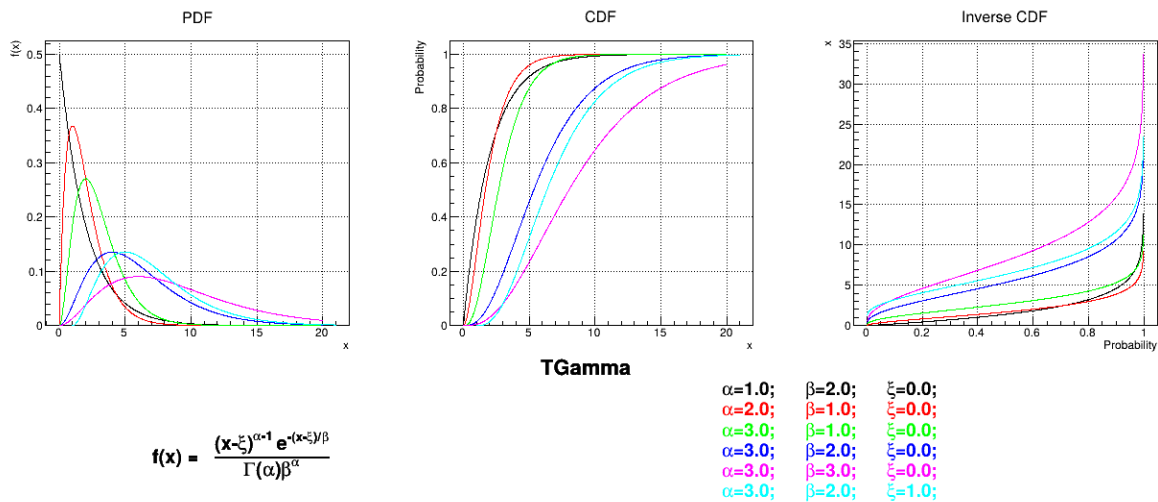 PDF
f(x)
0.5
0.4
0.3
0.2
0.1
0
0 5 10 15 20
x
CDF
Probability
1
0.8
0.6
0.4
0.2
0
0 5 10 15 20
x
Inverse CDF
x
35
30
25
20
15
10
5
0
0 0.2 0.4 0.6 0.8 1
Probability
TGamma
α=1.0; β=2.0; ξ=0.0;
α=2.0; β=1.0; ξ=0.0;
α=3.0; β=1.0; ξ=0.0;
α=3.0; β=2.0; ξ=0.0;
α=3.0; β=3.0; ξ=0.0;
α=3.0; β=2.0; ξ=1.0;
f(x) = (x-ξ)^α-1 e^-(x-ξ)/β
Γ(α)β^α